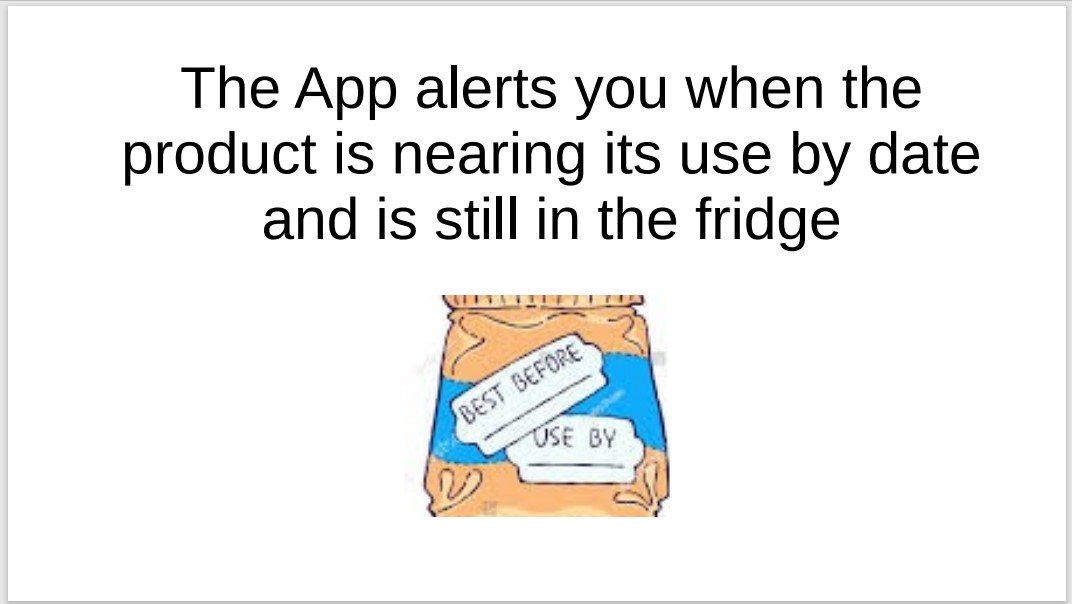 The App alerts you when the
product is nearing its use by date
and is still in the fridge
BEST BEFORE
USE BY